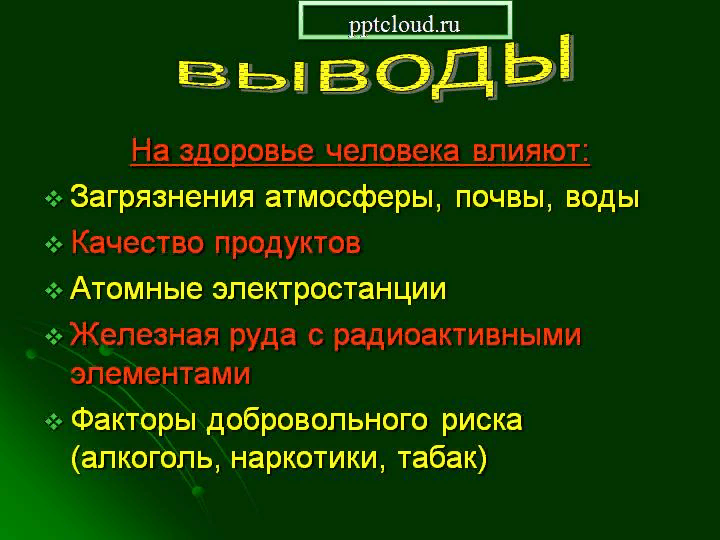 pptcloud.ru
выводы
На здоровье человека влияют:
Загрязнения атмосферы, почвы, воды
Качество продуктов
Атомные электростанции
Железная руда с радиоактивными
элементами
Факторы добровольного риска
(алкоголь, наркотики, табак)